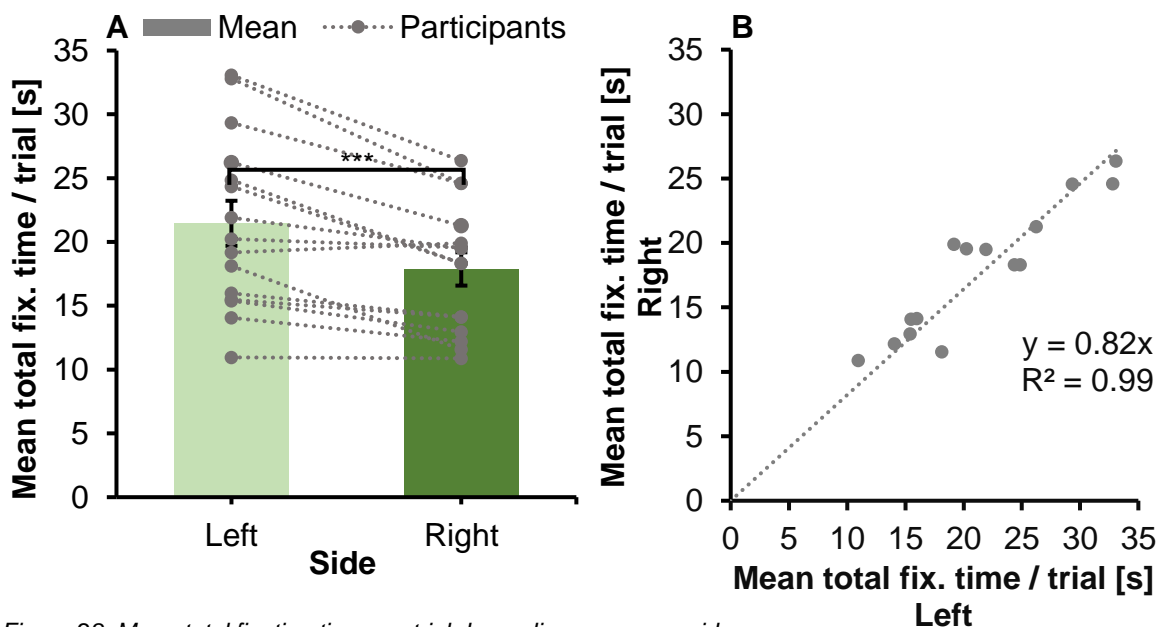 A Mean Participants
Mean total fix. time / trial [s]
35
30
25
20
15
10
5
0
***
Left Right
Side
B
Mean total fix. time / trial [s]
Right
35
30
25
20
15
10
5
0
y = 0.82x
R² = 0.99
0 5 10 15 20 25 30 35
Mean total fix. time / trial [s]
Left